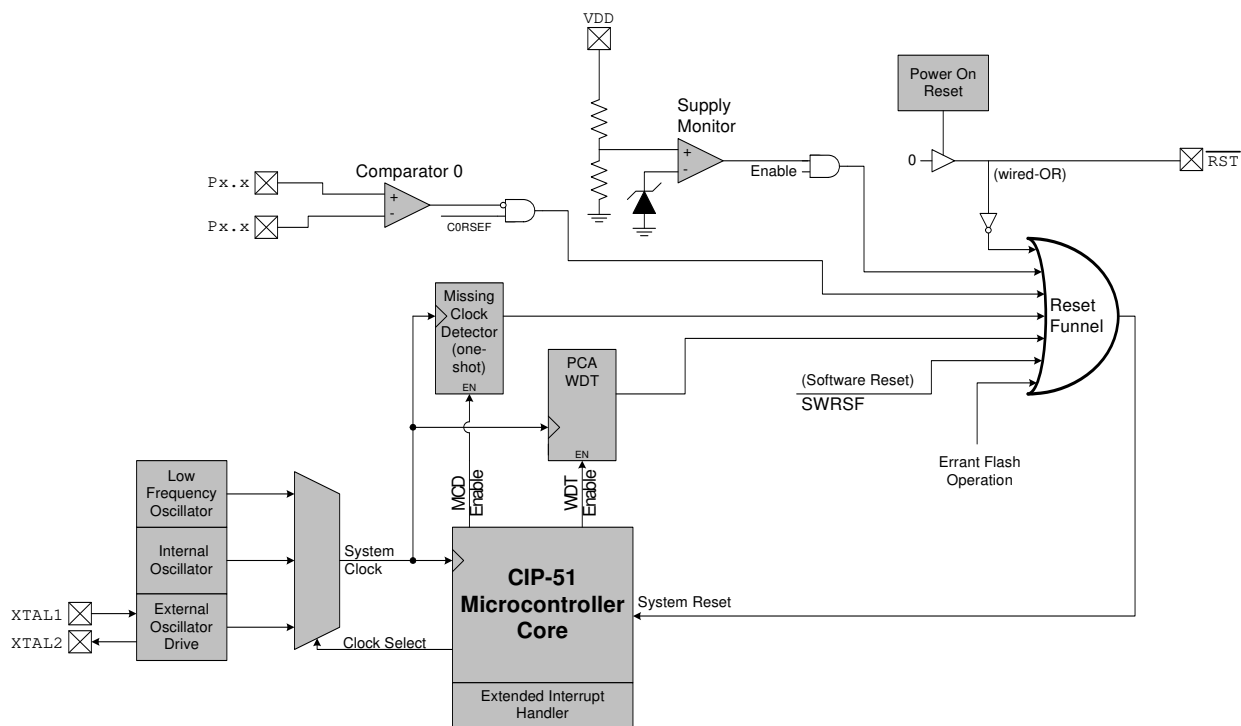 VDD
Power On
Reset
Supply
Monitor
+
-
Enable
0
RST
(wired-OR)
Comparator 0
Px.x
Px.x
+
-
C0RSEF
Missing
Clock
Detector
(one-
shot)
EN
PCA
WDT
EN
Reset
Funnel
(Software Reset)
SWRSF
Errant Flash
Operation
MCD
Enable
WDT
Enable
Low
Frequency
Oscillator
Internal
Oscillator
External
Oscillator
Drive
XTAL1
XTAL2
System
Clock
Clock Select
CIP-51
Microcontroller
Core
System Reset
Extended Interrupt
Handler